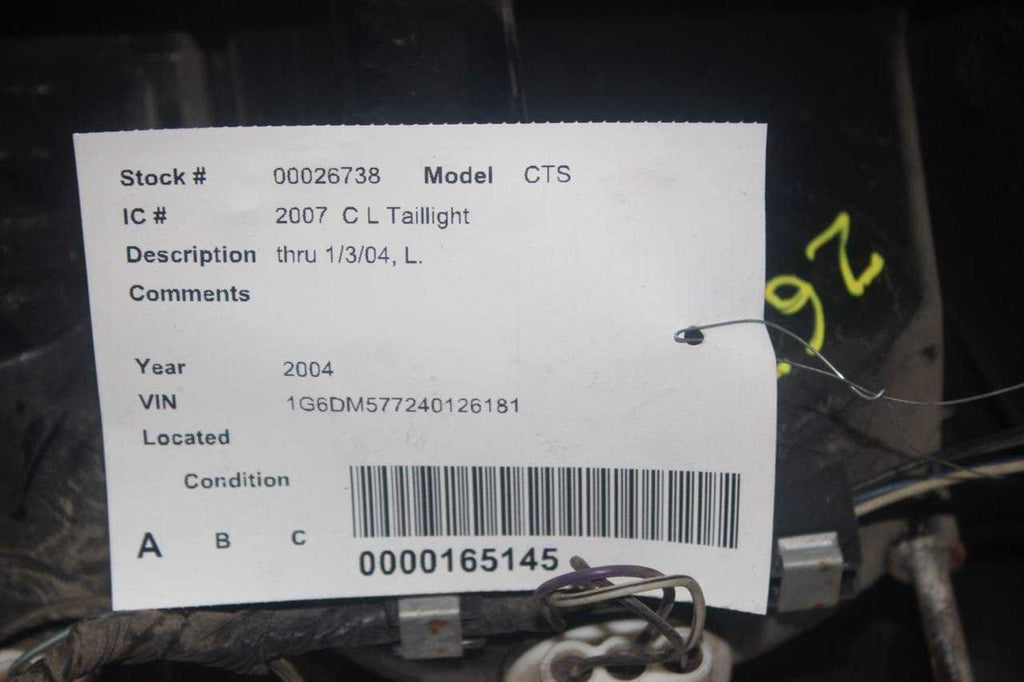 Stock # 00026738 Model CTS
IC # 2007 C L Taillight
Description thru 1/3/04, L.
Comments
Year 2004
VIN 1G6DM577240126181
Located
Condition
A B C
0000165145